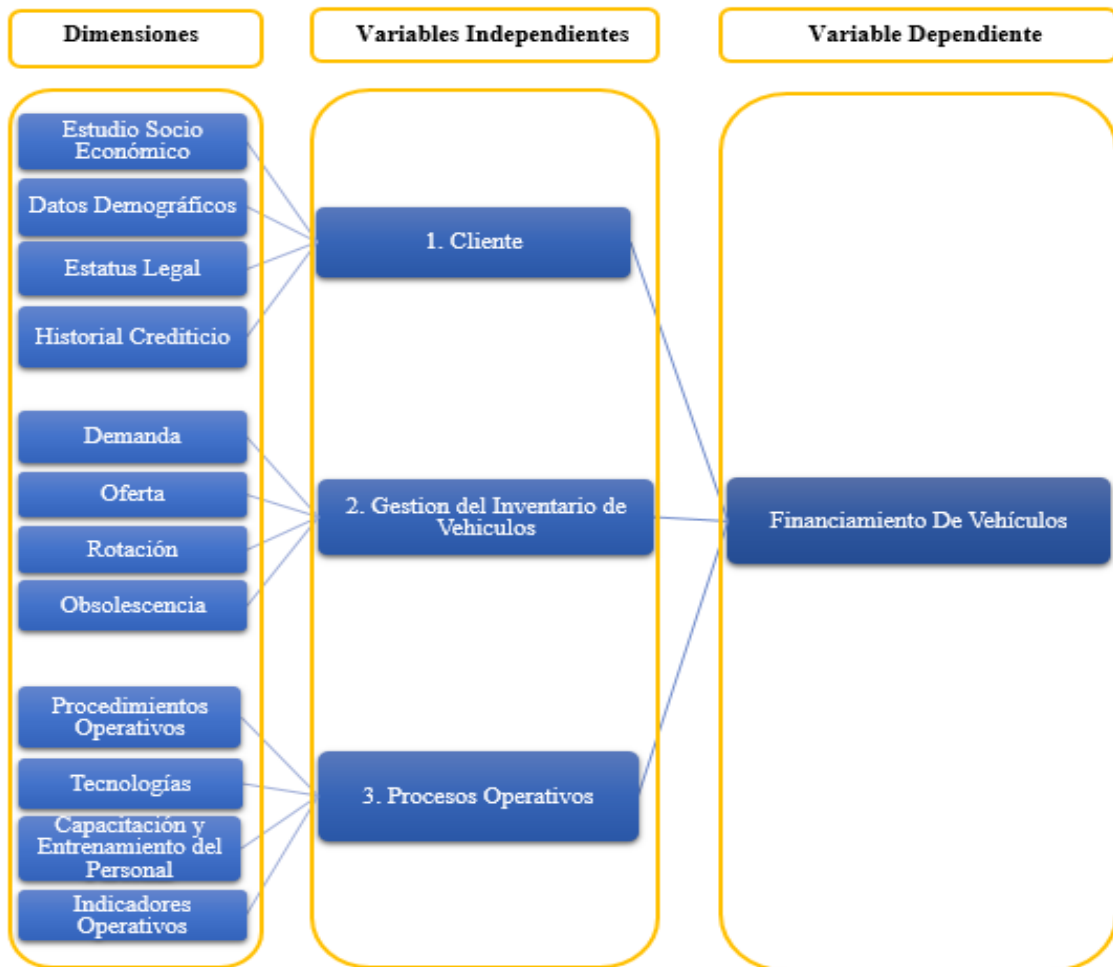 Dimensiones
Variables Independientes
Variable Dependiente
Estudio Socio
Económico
Datos Demográficos
Estatus Legal
Historial Crediticio
Demanda
Oferta
Rotación
Obsolescencia
Procedimientos
Operativos
Tecnologías
Capacitación y
Entrenamiento del
Personal
Indicadores
Operativos
1. Cliente
2. Gestion del Inventario de
Vehiculos
3. Procesos Operativos
Financiamiento De Vehículos